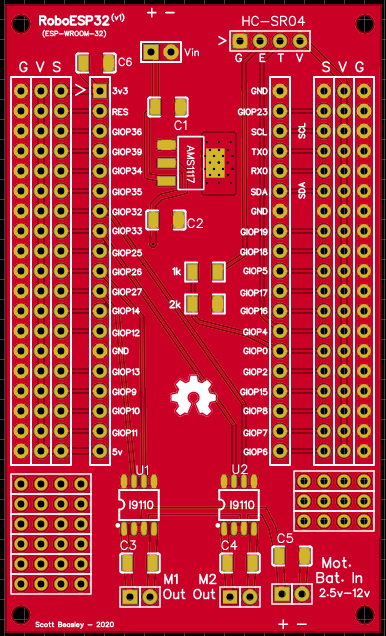 RoboESP32 (v1)
(ESP-WROOM-32)
+ -
Vin
HC-SR04
> G E T V
G V S
C6
S V G
> 3v3
RES
GIOP36
GIOP39
GIOP34
GIOP35
GIOP32
GIOP33
GIOP25
GIOP26
GIOP27
GIOP14
GIOP12
GND
GIOP13
GIOP9
GIOP10
GIOP11
5v
C1
AMS1117
C2
1k
2k
GND
GIOP23
SCL
TX0
RX0
SDA
GND
GIOP19
GIOP18
GIOP5
GIOP17
GIOP16
GIOP4
GIOP0
GIOP2
GIOP15
GIOP8
GIOP7
GIOP6
SCL
SDA
U1
I9110
U2
I9110
C3
C4
C5
M1
Out
M2
Out
Mot.
Bat. In
2.5v-12v
+ -
Scott Beasley - 2020